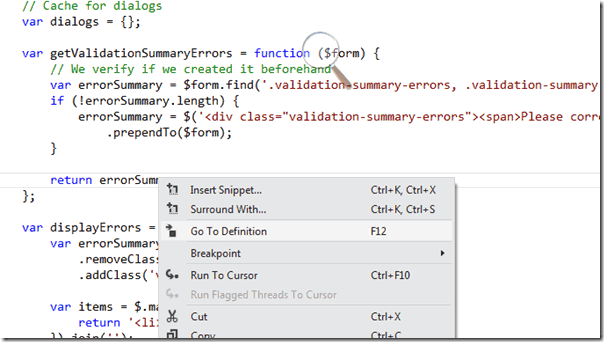 // Cache for dialogs
var dialogs = {};
var getValidationSummaryErrors = function ($form) {
// We verify if we created it beforehand
var errorSummary = $form.find('.validation-summary-errors, .validation-summary
if (!errorSummary.length) {
errorSummary = $('<div class="validation-summary-errors"><span>Please corre
.prependTo($form);
}
return errorSumm
};
Insert Snippet... Ctrl+K, Ctrl+X
Surround With... Ctrl+K, Ctrl+S
Go To Definition F12
Breakpoint
Run To Cursor Ctrl+F10
Run Flagged Threads To Cursor
Cut Ctrl+X
Copy Ctrl+C
var displayErrors =
var errorSummary
.removeClass
.addClass('v
var items = $.ma
return '<li>
}).join('');